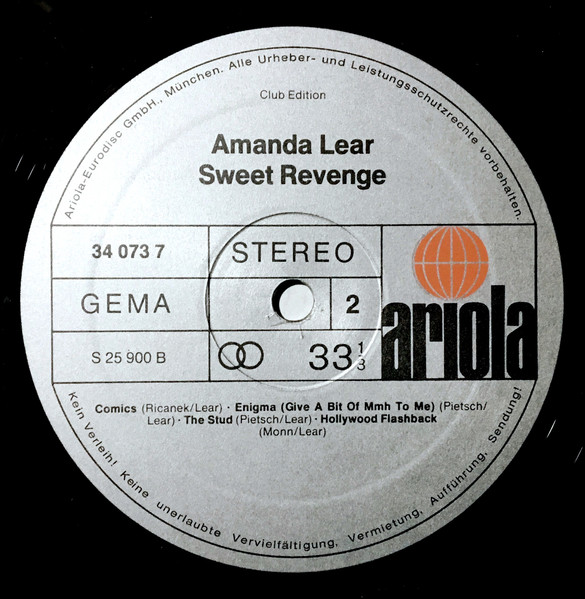 Ariola-Eurodisc GmbH., München. Alle Urheber- und Leistungsschutzrechte vorbehalten.
Club Edition
Amanda Lear
Sweet Revenge
34 073 7
STEREO
GEMA
2
ariola
S 25 900 B
33 1/3
Comics (Ricanek/Lear) · Enigma (Give A Bit Of Mmh To Me) (Pietsch/
Lear) · The Stud (Pietsch/Lear) · Hollywood Flashback
(Monn/Lear)
Kein Verleih! Keine unerlaubte Vervielfältigung, Vermietung, Aufführung, Sendung!